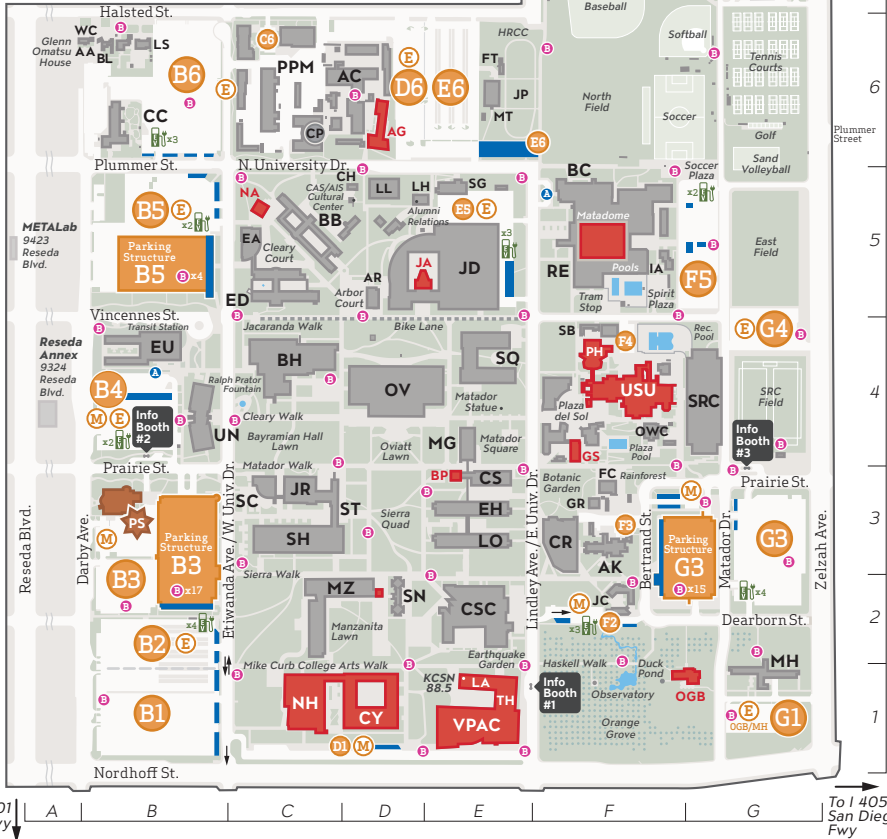 Halsted St.
Baseball
WC
Glenn
Omatsu
House
AA
BL
LS
B
C6
PPM
AC
E
D6
E6
HRCC
FT
JP
MT
Softball
Tennis
Courts
6
B6
E
B
CC
x3
CP
AG
North
Field
Soccer
Golf
Sand
Volleyball
Plummer
Street
E6
Plummer St.
N. University Dr.
BC
Soccer
Plaza
CH
CAS/AIS
Cultural
Center
LL
LH
SG
NA
BB
Alumni
Relations
E5
E
A
x2
B5
E
x2
METALab
9423
Reseda
Blvd.
Parking
Structure
B5
B x4
EA
Cleary
Court
JA
JD
x3
Matadome
East
Field
5
RE
Pools
IA
F5
ED
AR
Arbor
Court
Tram
Stop
Spirit
Plaza
Vincennes St.
Transit Station
Jacaranda Walk
Bike Lane
SB
F4
Rec.
Pool
E
G4
B
Reseda
Annex
9324
Reseda
Blvd.
EU
A
BH
SQ
PH
HB
B4
M
E
Ralph Prator
Fountain
OV
USU
SRC
SRC
Field
4
Matador
Statue
Plaza
del Sol
x2
Info
Booth
#2
UN
Cleary Walk
Bayramian Hall
Lawn
Oviatt
Lawn
MG
Matador
Square
GS
OWC
Plaza
Pool
Info
Booth
#3
Prairie St.
Matador Walk
BP
CS
Botanic
Garden
FC
Rainforest
Prairie St.
M
SC
JR
ST
EH
GR
PS
M
Parking
Structure
B3
B x17
SH
Sierra
Quad
LO
CR
F3
AK
Parking
Structure
G3
B x15
G3
3
Reseda Blvd.
Darby Ave.
Etiwanda Ave./W. Univ. Dr.
Lindley Ave./E. Univ. Dr.
Bertrand St.
Matador Dr.
Zelzah Ave.
B3
Sierra Walk
MZ
SN
CSC
JC
M
x4
F2
x3
x4
Dearborn St.
2
B2
E
Manzanita
Lawn
Earthquake
Garden
Haskell Walk
Duck
Pond
MH
Mike Curb College Arts Walk
KCSN
88.5
LA
TH
Info
Booth
#1
Observatory
OGB
B1
NH
CY
VPAC
Orange
Grove
E
OGB/MH
G1
1
D1
M
Nordhoff St.
A
B
C
D
E
F
G
To I 405
San Dieg
Fwy